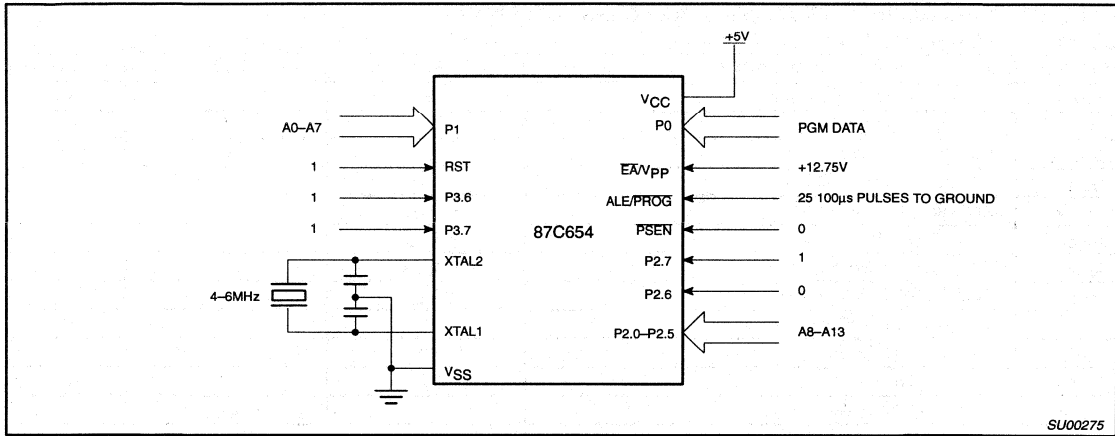 +5V
VCC
A0–A7 P1 P0 PGM DATA
1 RST EA/VPP +12.75V
1 P3.6 ALE/PROG 25 100µs PULSES TO GROUND
1 P3.7 87C654 PSEN 0
XTAL2 P2.7 1
4–6MHz P2.6 0
XTAL1 P2.0–P2.5 A8–A13
VSS
SU00275